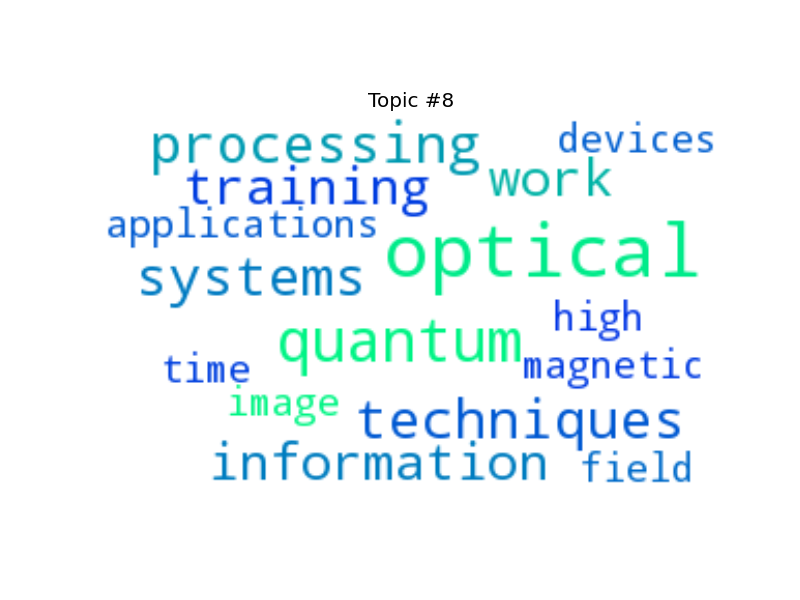 Topic #8
processing
devices
training
work
applications
optical
systems
high
quantum
magnetic
time
image
techniques
information
field